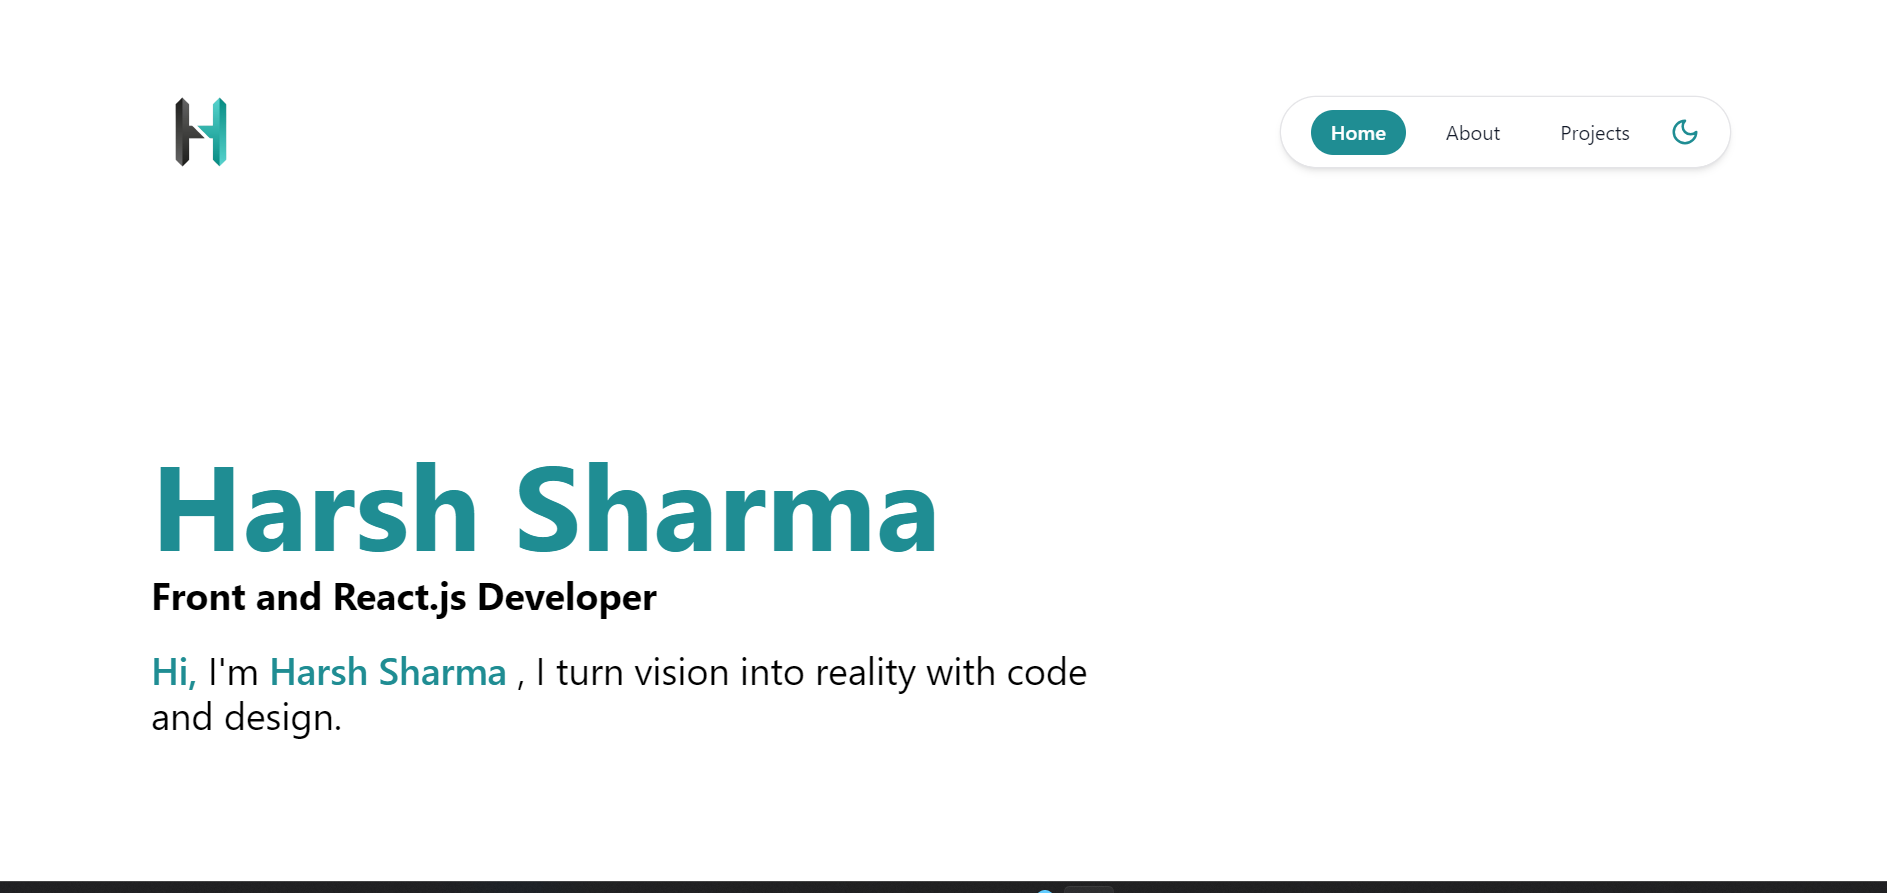 H
Home About Projects
Harsh Sharma
Front and React.js Developer
Hi, I'm Harsh Sharma , I turn vision into reality with code
and design.